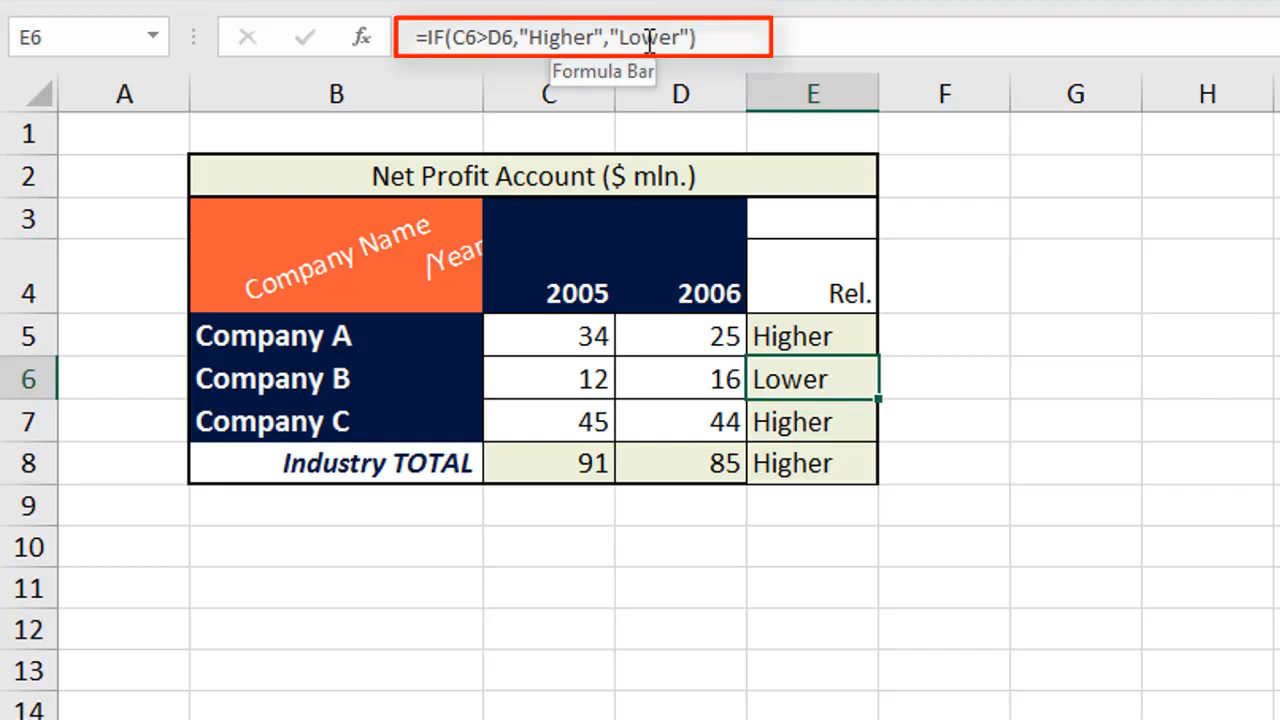 E6
fx
=IF(C6>D6,"Higher","Lower")
Formula Bar
A B C D E F G H
1
2 Net Profit Account ($ mln.)
3
Company Name
/Year
4 2005 2006 Rel.
5 Company A 34 25 Higher
6 Company B 12 16 Lower
7 Company C 45 44 Higher
8 Industry TOTAL 91 85 Higher
9
10
11
12
13
14